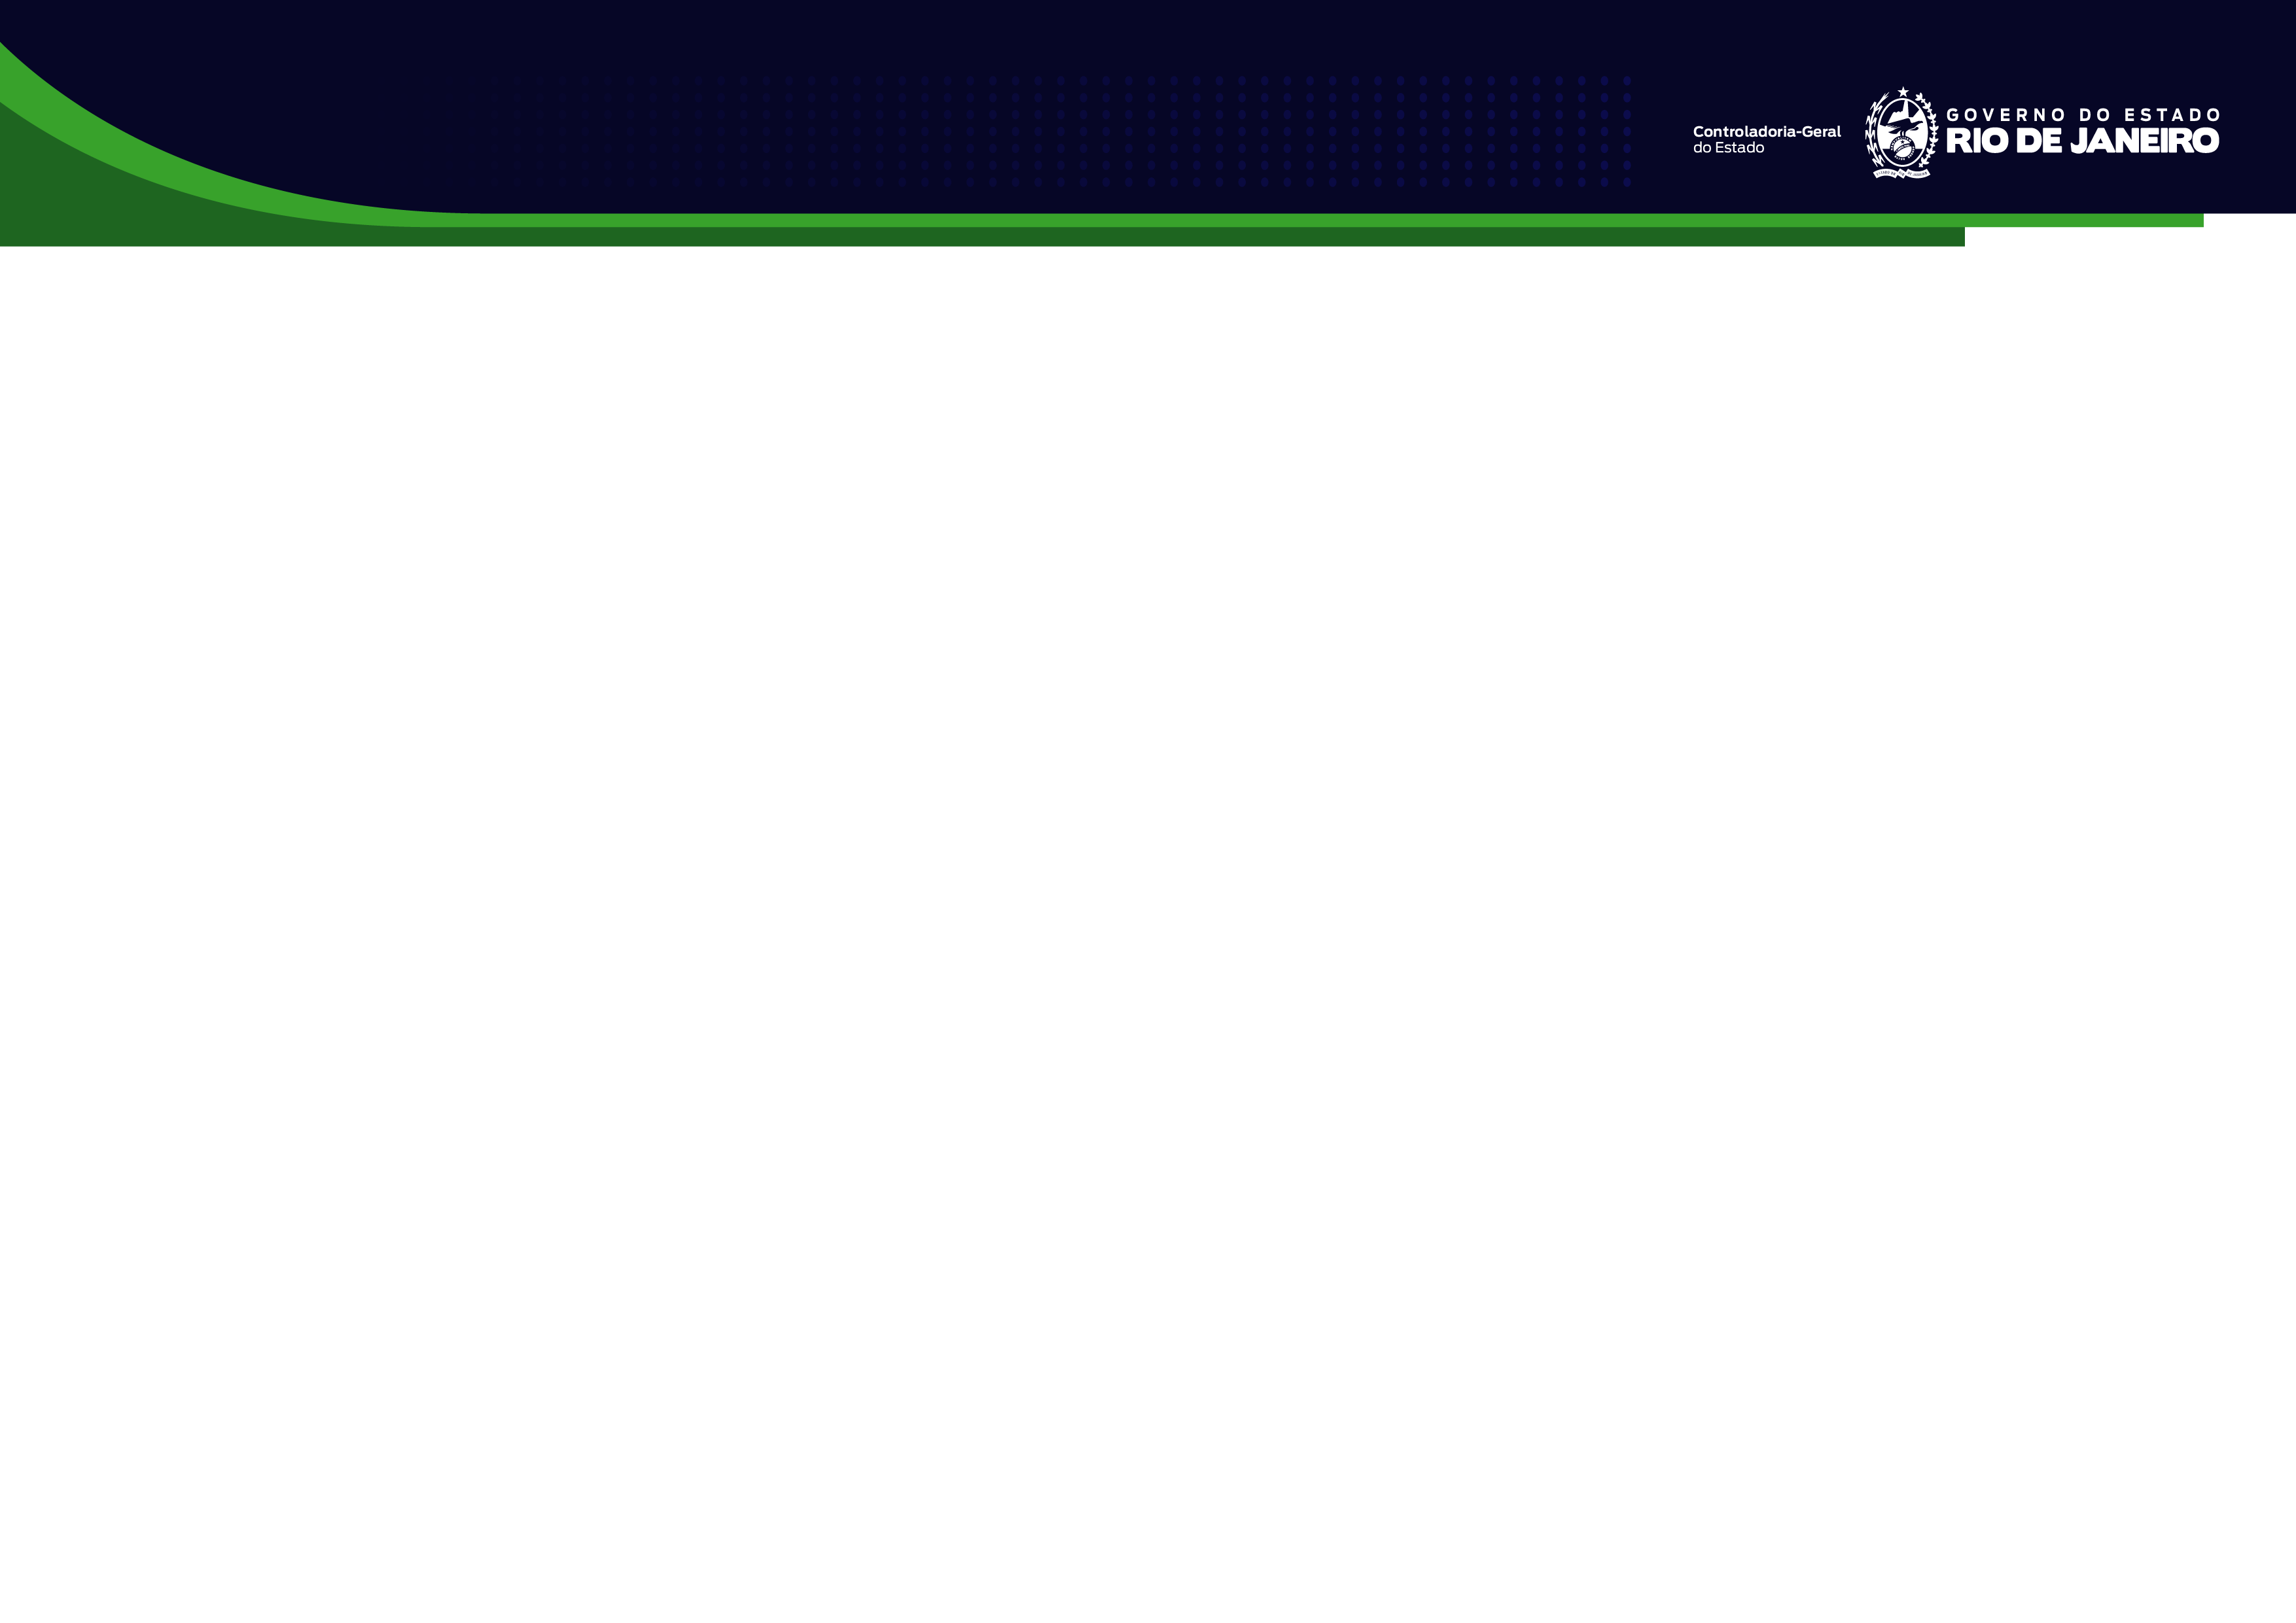 Controladoria-Geral
do Estado
GOVERNO DO ESTADO
RIO DE JANEIRO